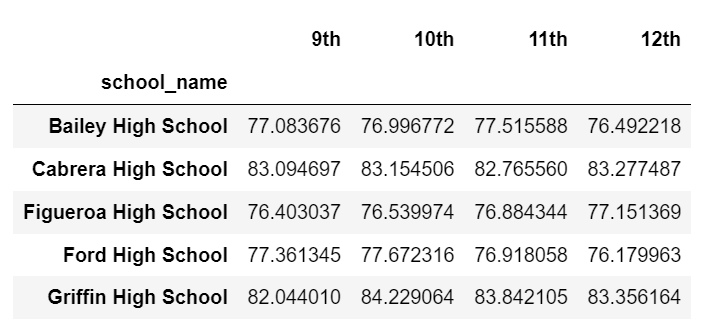 9th 10th 11th 12th
school_name
Bailey High School 77.083676 76.996772 77.515588 76.492218
Cabrera High School 83.094697 83.154506 82.765560 83.277487
Figueroa High School 76.403037 76.539974 76.884344 77.151369
Ford High School 77.361345 77.672316 76.918058 76.179963
Griffin High School 82.044010 84.229064 83.842105 83.356164